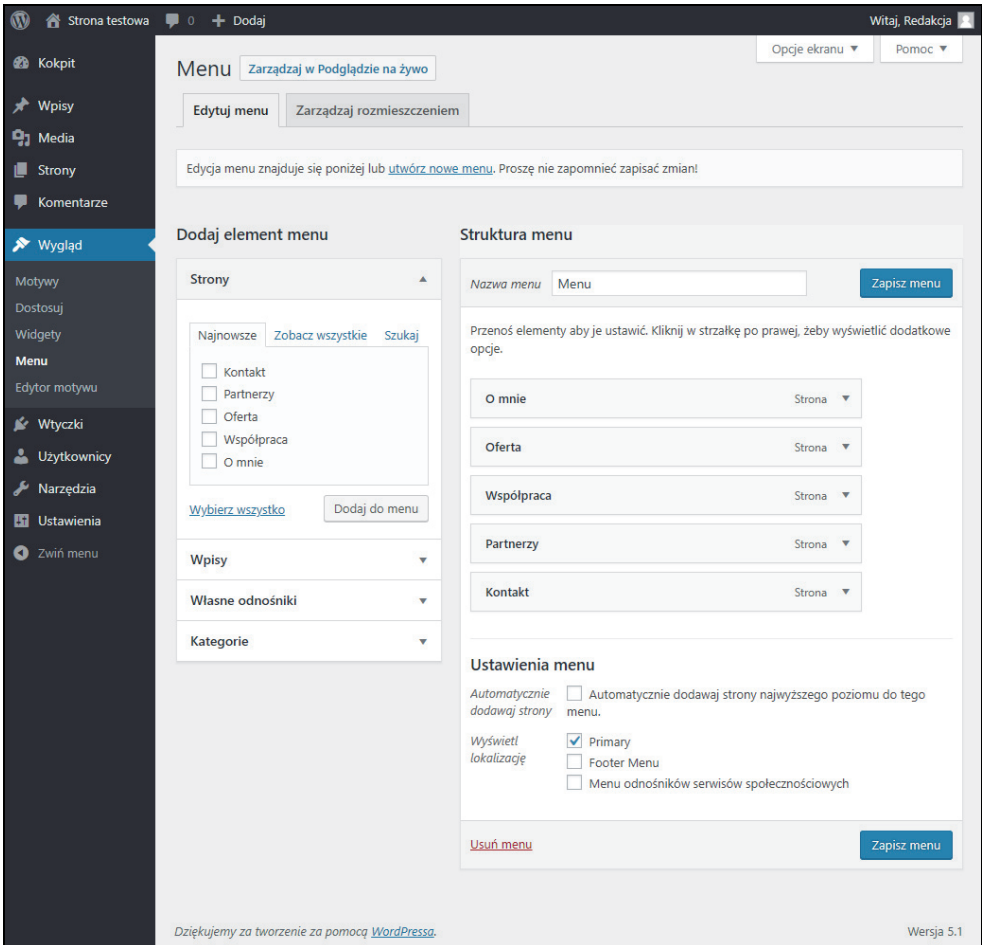 Strona testowa 0 + Dodaj Witaj, Redakcja
Opcje ekranu ▼ Pomoc ▼
Kokpit
Wpisy
Media
Strony
Komentarze
Wygląd
Motywy
Dostosuj
Widgety
Menu
Edytor motywu
Wtyczki
Użytkownicy
Narzędzia
Ustawienia
Zwiń menu
Menu Zarządzaj w Podglądzie na żywo
Edytuj menu Zarządzaj rozmieszczeniem
Edycja menu znajduje się poniżej lub utwórz nowe menu. Proszę nie zapomnieć zapisać zmian!
Dodaj element menu
Strony ▲
Najnowsze Zobacz wszystkie Szukaj
Kontakt
Partnerzy
Oferta
Współpraca
O mnie
Wybierz wszystko Dodaj do menu
Wpisy ▼
Własne odnośniki ▼
Kategorie ▼
Struktura menu
Nazwa menu Menu Zapisz menu
Przenoś elementy aby je ustawić. Kliknij w strzałkę po prawej, żeby wyświetlić dodatkowe
opcje.
O mnie Strona ▼
Oferta Strona ▼
Współpraca Strona ▼
Partnerzy Strona ▼
Kontakt Strona ▼
Ustawienia menu
Automatycznie
dodawaj strony
Automatycznie dodawaj strony najwyższego poziomu do tego
menu.
Wyświetl
lokalizację
Primary
Footer Menu
Menu odnośników serwisów społecznościowych
Usuń menu Zapisz menu
Dziękujemy za tworzenie za pomocą WordPressa. Wersja 5.1